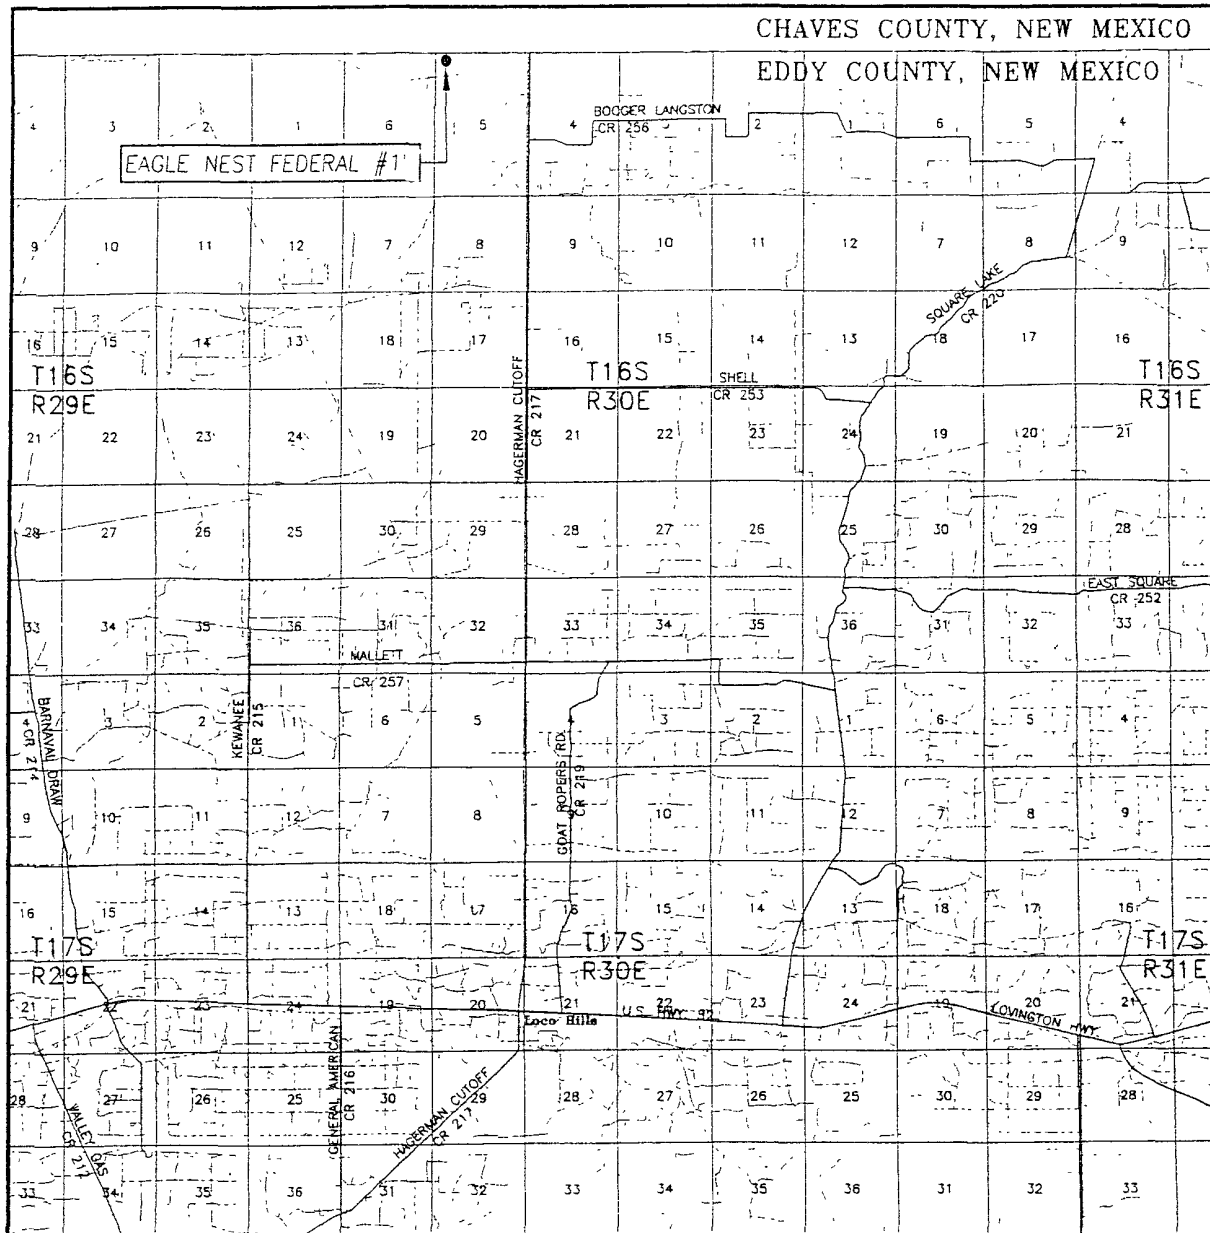 CHAVES COUNTY, NEW MEXICO
EDDY COUNTY, NEW MEXICO
BOOGER LANGSTON
CR 256
4 3 2 1 6 5 4 3 2 1 6 5 4
EAGLE NEST FEDERAL #1
9 10 11 12 7 8 9 10 11 12 7 8 9
SQUARE LAKE
CR 220
16 15 14 13 18 17 16 15 14 13 18 17 16
T16S T16S T16S
R29E R30E R31E
HAGERMAN CUTOFF
CR 217
SHELL
CR 253
21 22 23 24 19 20 21 22 23 24 19 20 21
28 27 26 25 30 29 28 27 26 25 30 29 28
EAST SQUARE
CR 252
33 34 35 36 31 32 33 34 35 36 31 32 33
MALLETT
CR 257
BARNAVAU DRAW
CR 214
KEWANEE
CR 215
4 3 2 1 6 5 4 3 2 1 6 5 4
GOAT ROPERS RD.
CR 219
9 10 11 12 7 8 9 10 11 12 7 8 9
16 15 14 13 18 17 16 15 14 13 18 17 16
T17S T17S T17S
R29E R30E R31E
21 22 23 24 19 20 21 22 23 24 19 20 21
Loco Hills
U.S. HWY
LOVINGTON HWY
GENERAL AMERICAN
CR 216
28 27 26 25 30 29 28 27 26 25 30 29 28
VALLEY GAS
CR 212
HAGERMAN CUTOFF
CR 217
33 34 35 36 31 32 33 34 35 36 31 32 33